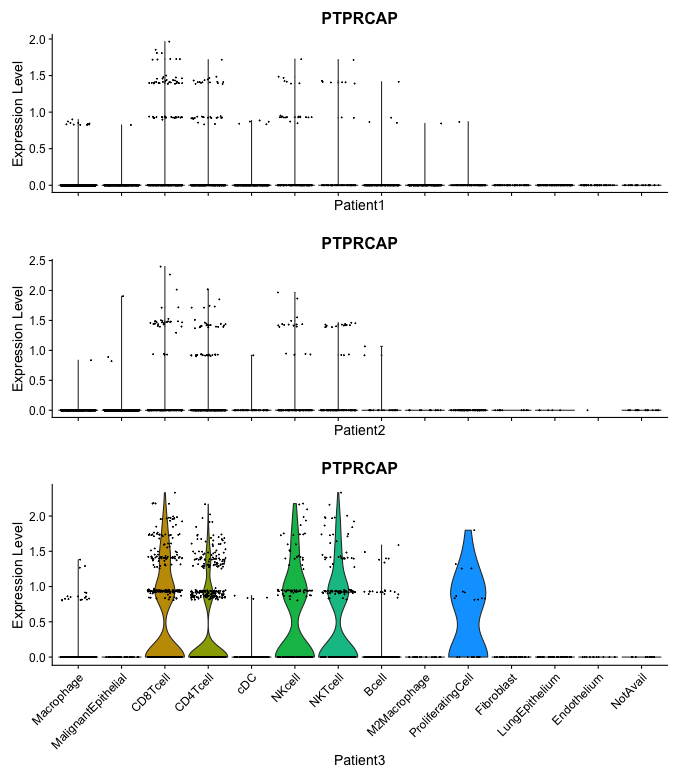 PTPRCAP
Expression Level
2.0
1.5
1.0
0.5
0.0
Patient1
PTPRCAP
Expression Level
2.5
2.0
1.5
1.0
0.5
0.0
Patient2
PTPRCAP
Expression Level
2.0
1.5
1.0
0.5
0.0
Macrophage
MalignantEpithelial
CD8Tcell
CD4Tcell
cDC
NKcell
NKTcell
Bcell
M2Macrophage
ProliferatingCell
Fibroblast
LungEpithelium
Endothelium
NotAvail
Patient3